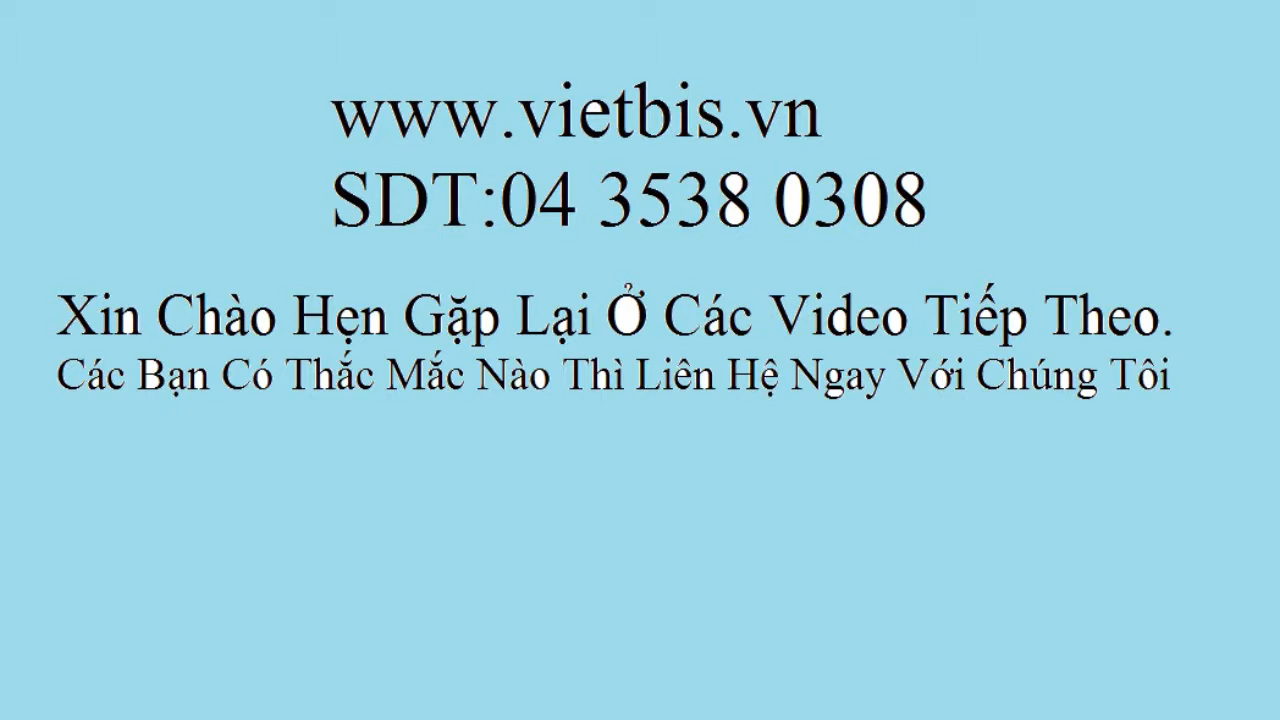 www.vietbis.vn
SDT:04 3538 0308
Xin Chào Hẹn Gặp Lại Ở Các Video Tiếp Theo.
Các Bạn Có Thắc Mắc Nào Thì Liên Hệ Ngay Với Chúng Tôi